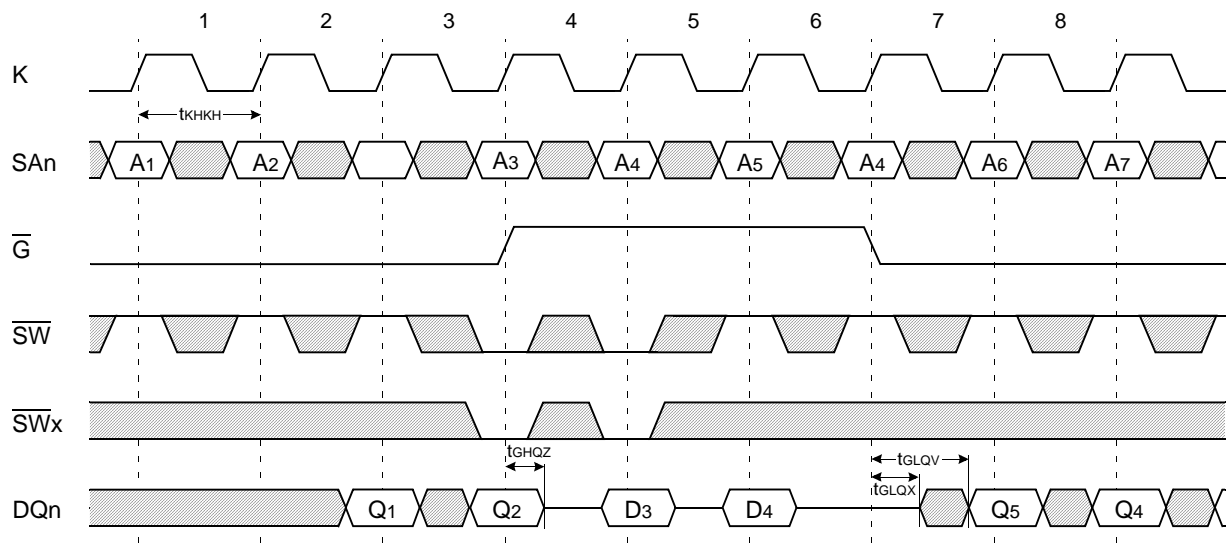 1 2 3 4 5 6 7 8
K
tKHKH
SAn A1 A2 A3 A4 A5 A4 A6 A7
G
SW
SWx
tGHQZ tGLQV
tGLQX
DQn Q1 Q2 D3 D4 Q5 Q4